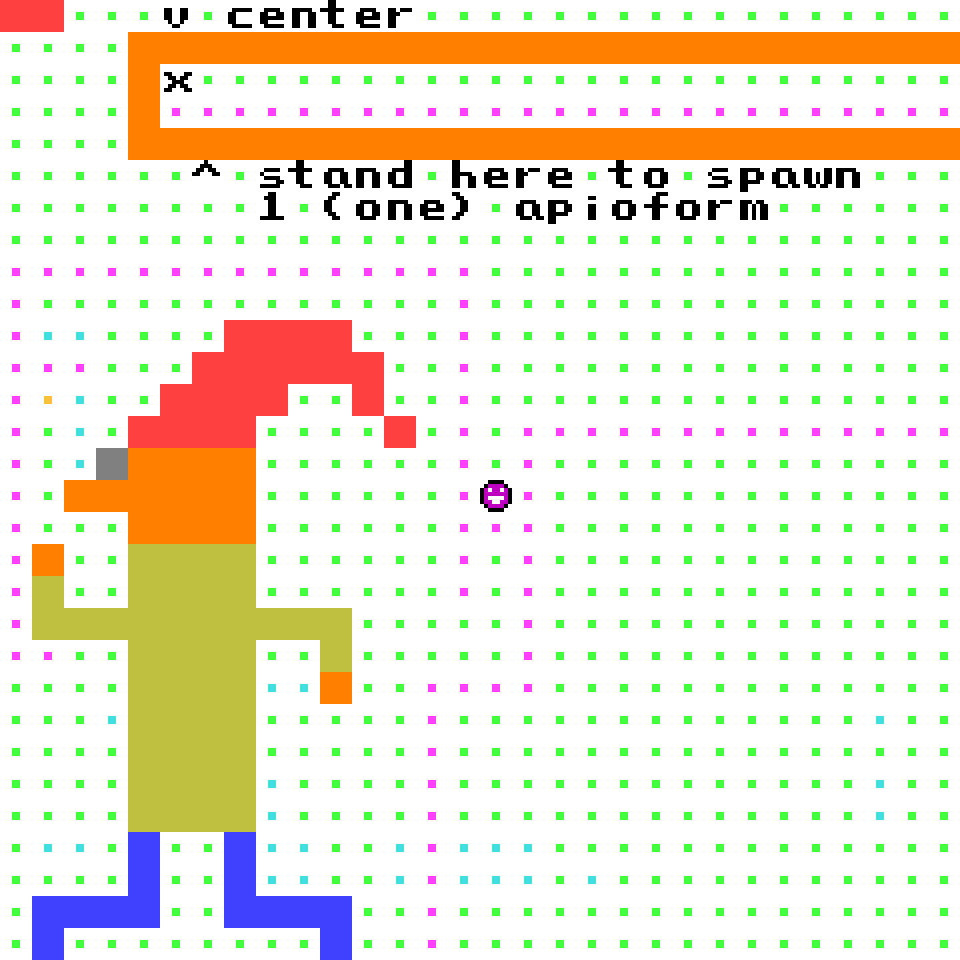 v center
x
^ stand here to spawn
1 (one) apioform